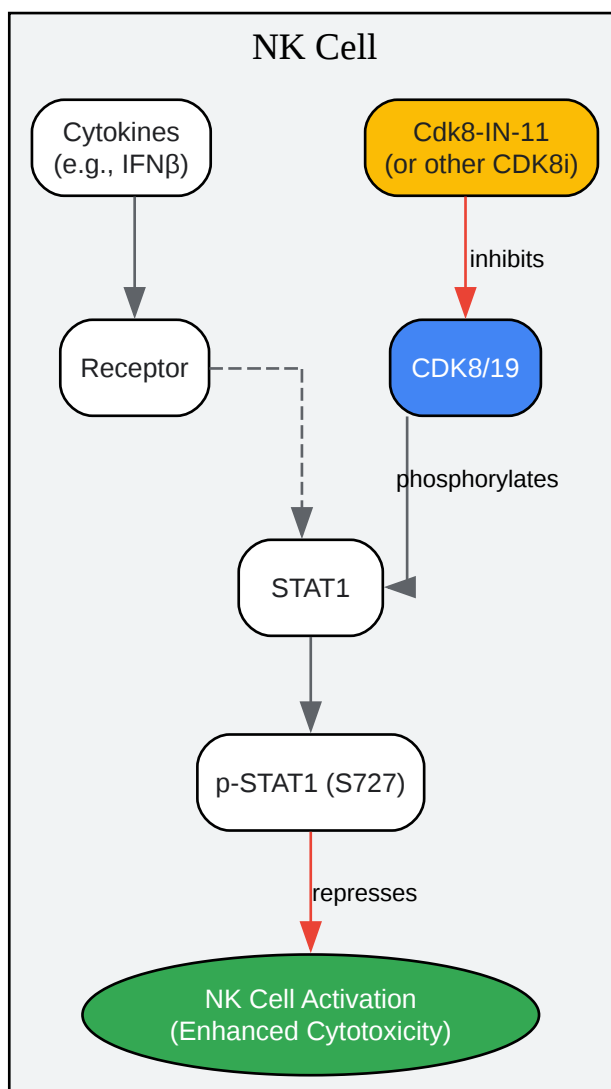 NK Cell
Cytokines
(e.g., IFNβ)
Cdk8-IN-11
(or other CDK8i)
inhibits
Receptor
CDK8/19
phosphorylates
STAT1
p-STAT1 (S727)
represses
NK Cell Activation
(Enhanced Cytotoxicity)